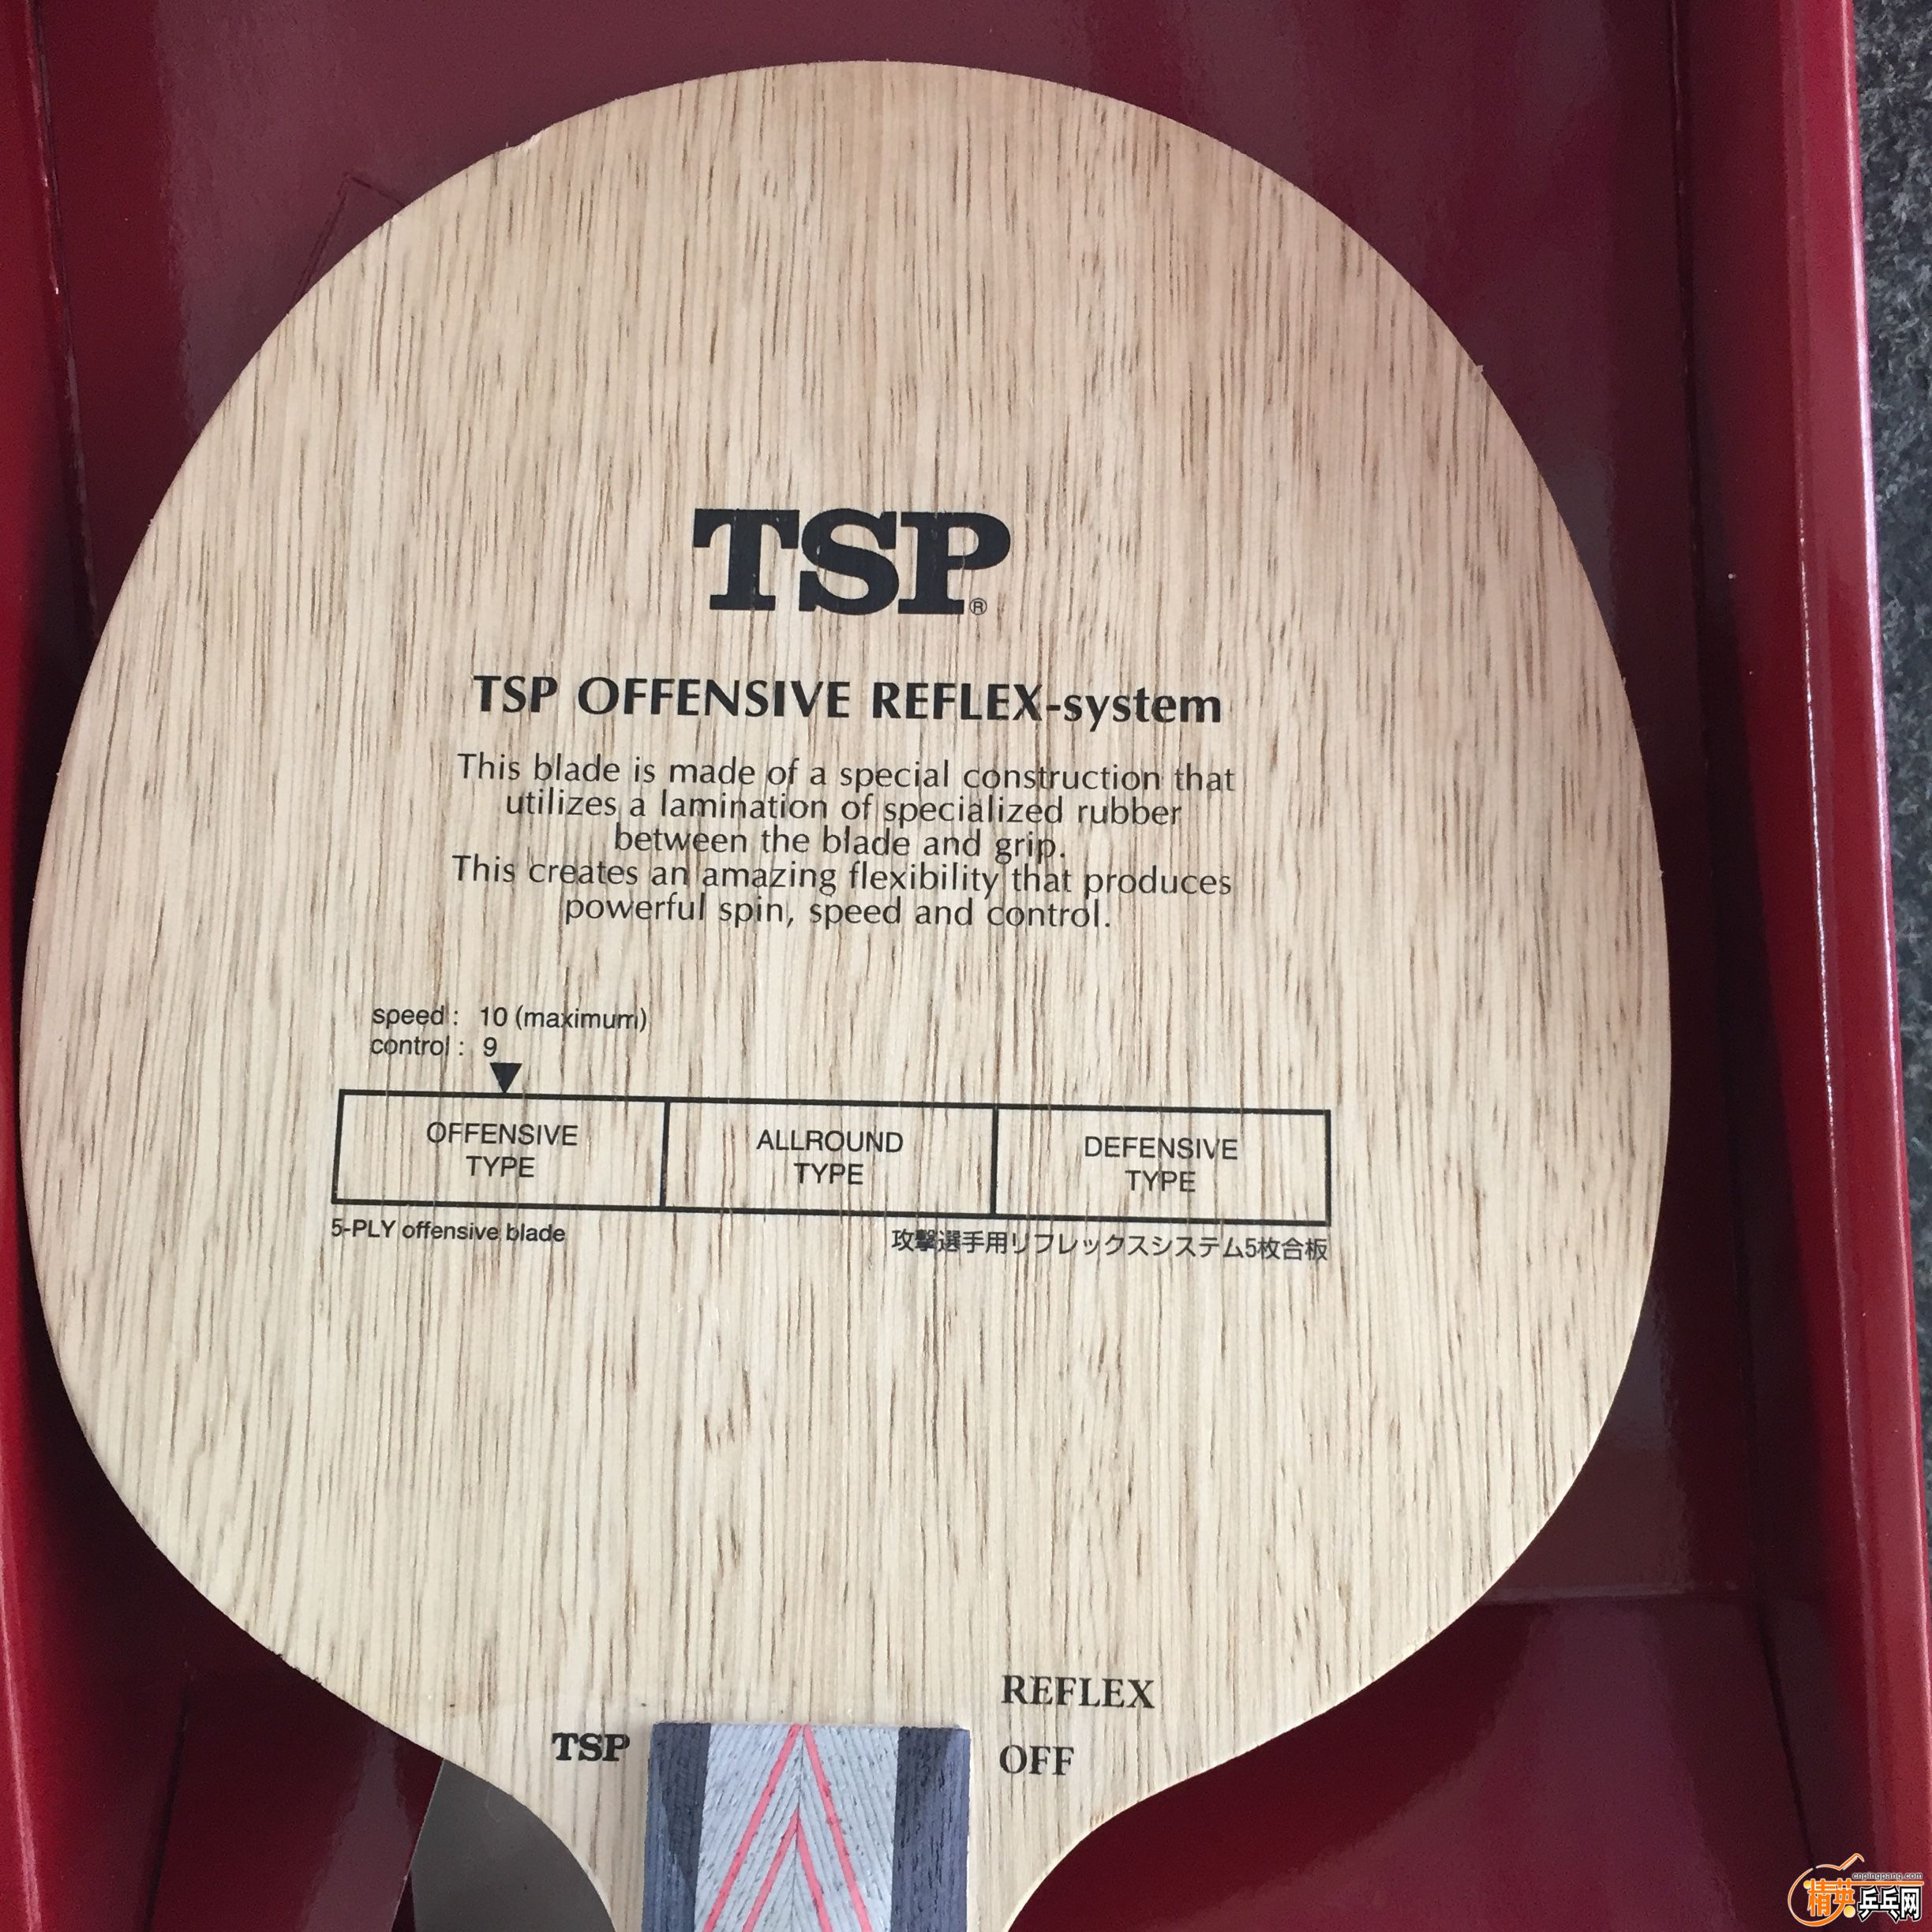 TSP®
TSP OFFENSIVE REFLEX-system
This blade is made of a special construction that
utilizes a lamination of specialized rubber
between the blade and grip.
This creates an amazing flexibility that produces
powerful spin, speed and control.
speed : 10 (maximum)
control : 9
OFFENSIVE
TYPE
ALLROUND
TYPE
DEFENSIVE
TYPE
5-PLY offensive blade
攻撃選手用リフレックスシステム5枚合板
REFLEX
TSP
OFF
cnpingpang.com
精英乒乓网